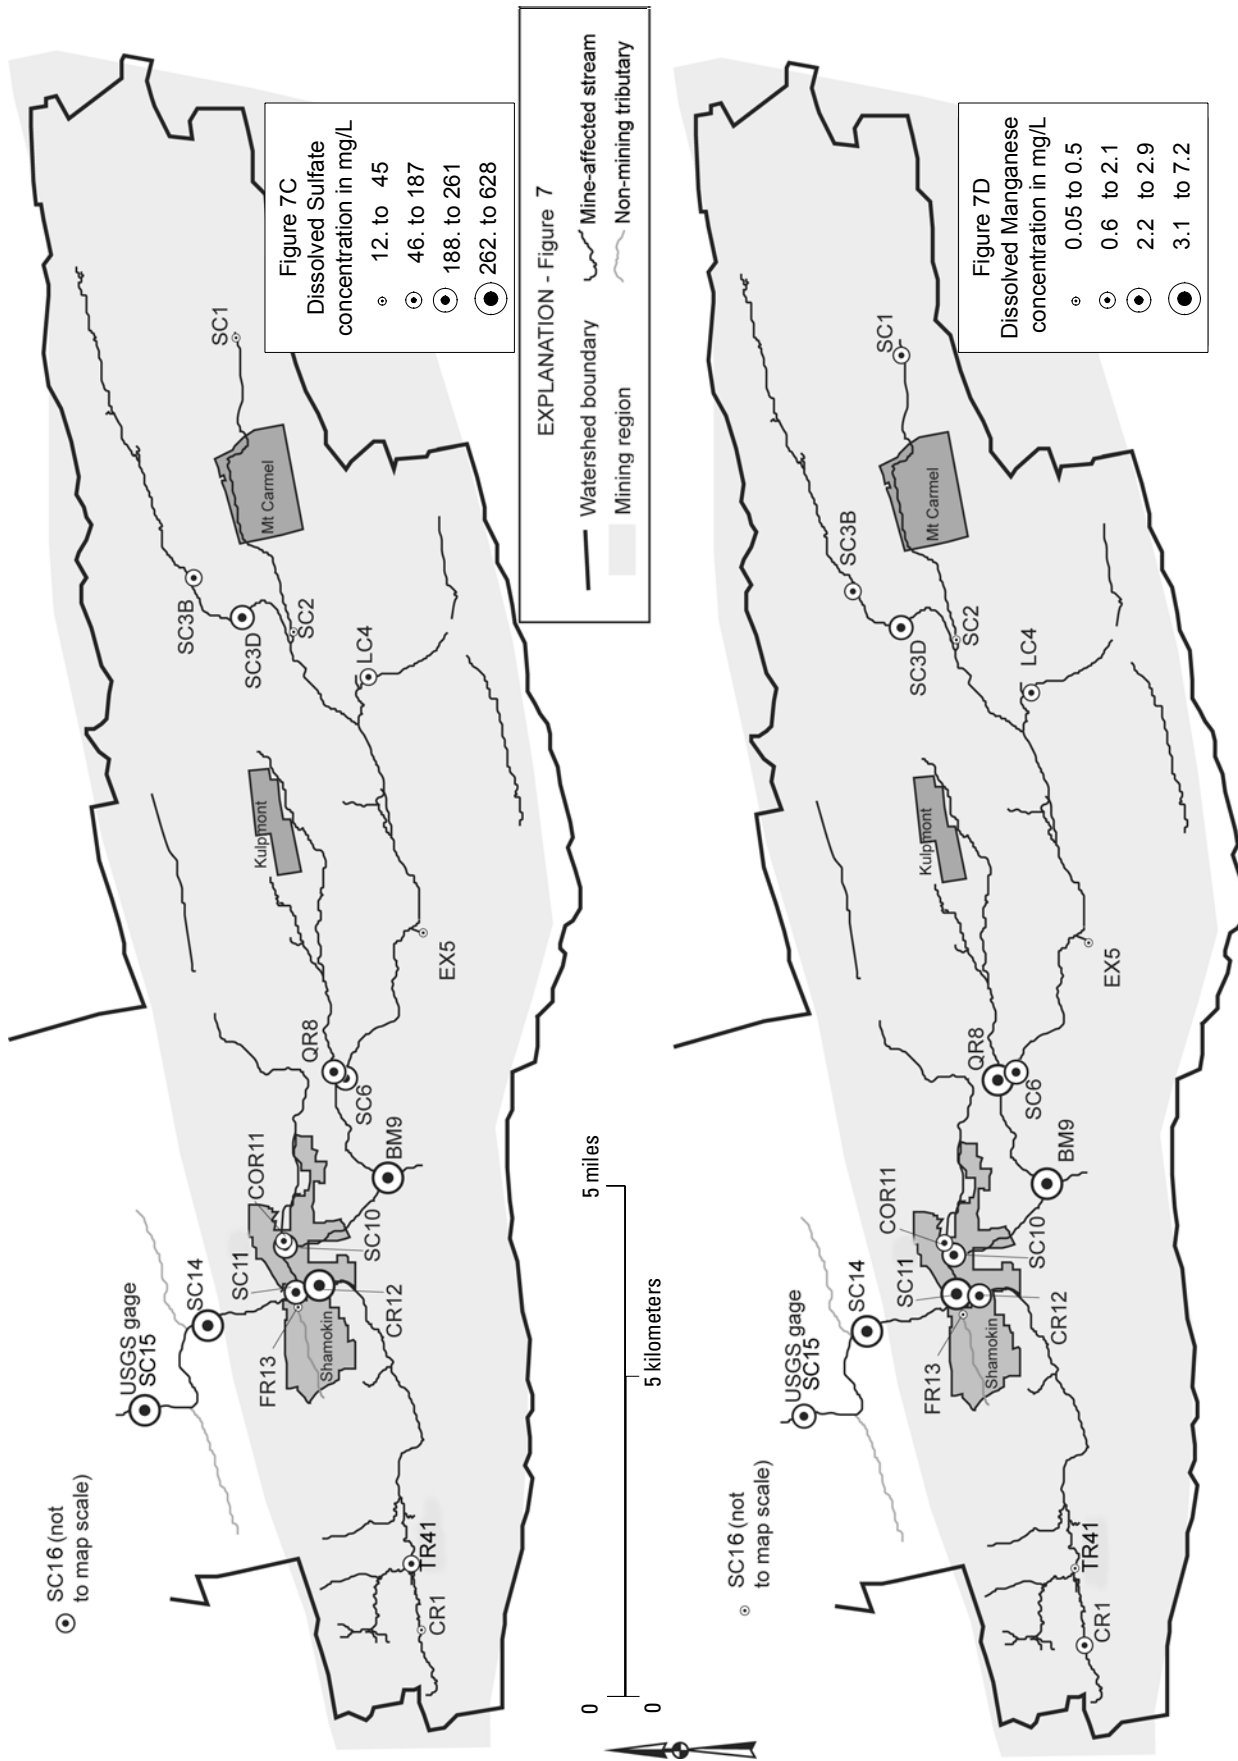 Figure 7C
Dissolved Sulfate
concentration in mg/L
12. to 45
46. to 187
188. to 261
262. to 628
SC16 (not
to map scale)
USGS gage
SC15
SC14
SC11
COR11
FR13
Shamokin
CR12
SC10
BM9
QR8
SC6
Kulpmont
EX5
SC3B
SC3D
SC2
LC4
Mt Carmel
SC1
TR41
CR1
EXPLANATION - Figure 7
Watershed boundary
Mine-affected stream
Mining region
Non-mining tributary
0
5 miles
0
5 kilometers
Figure 7D
Dissolved Manganese
concentration in mg/L
0.05 to 0.5
0.6 to 2.1
2.2 to 2.9
3.1 to 7.2
SC16 (not
to map scale)
USGS gage
SC15
SC14
SC11
COR11
FR13
Shamokin
CR12
SC10
BM9
QR8
SC6
Kulpmont
EX5
SC3B
SC3D
SC2
LC4
Mt Carmel
SC1
TR41
CR1